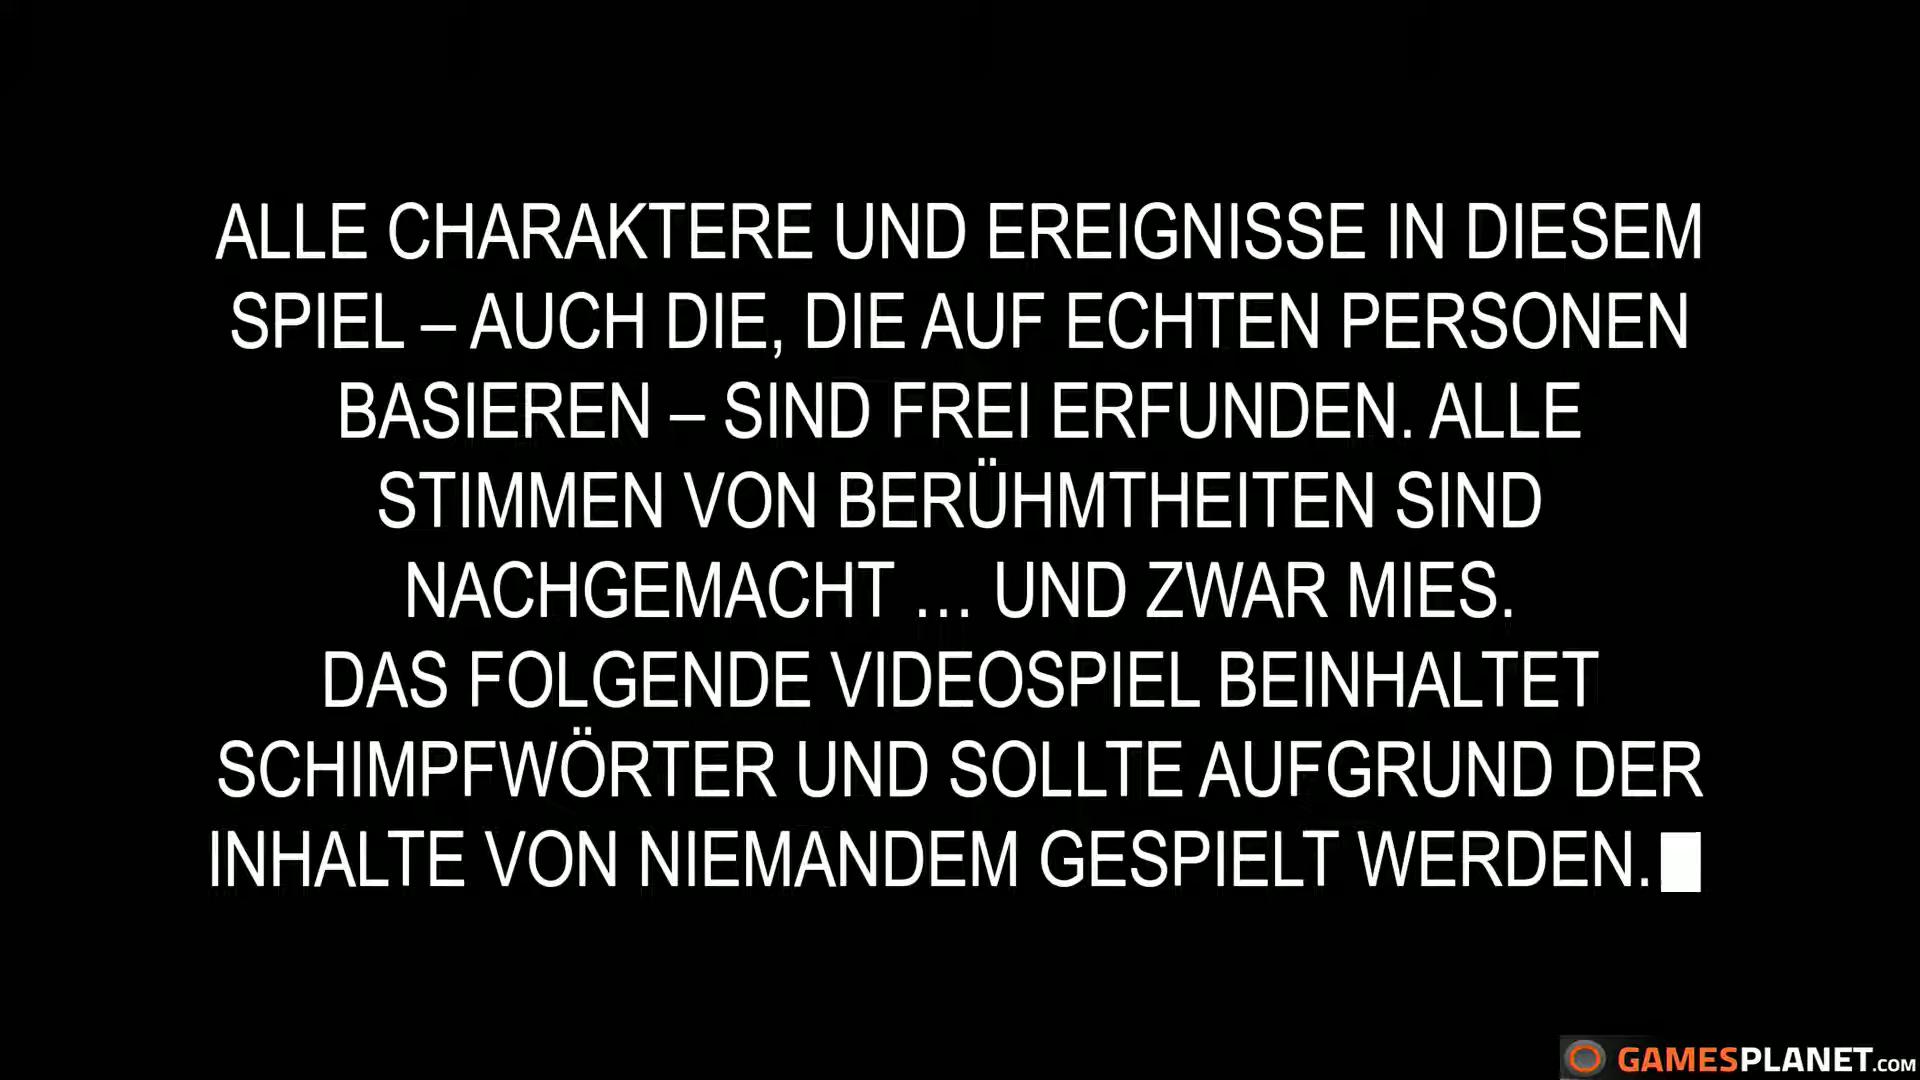 ALLE CHARAKTERE UND EREIGNISSE IN DIESEM
SPIEL – AUCH DIE, DIE AUF ECHTEN PERSONEN
BASIEREN – SIND FREI ERFUNDEN. ALLE
STIMMEN VON BERÜHMTHEITEN SIND
NACHGEMACHT … UND ZWAR MIES.
DAS FOLGENDE VIDEOSPIEL BEINHALTET
SCHIMPFWÖRTER UND SOLLTE AUFGRUND DER
INHALTE VON NIEMANDEM GESPIELT WERDEN.
GAMESPLANET.COM